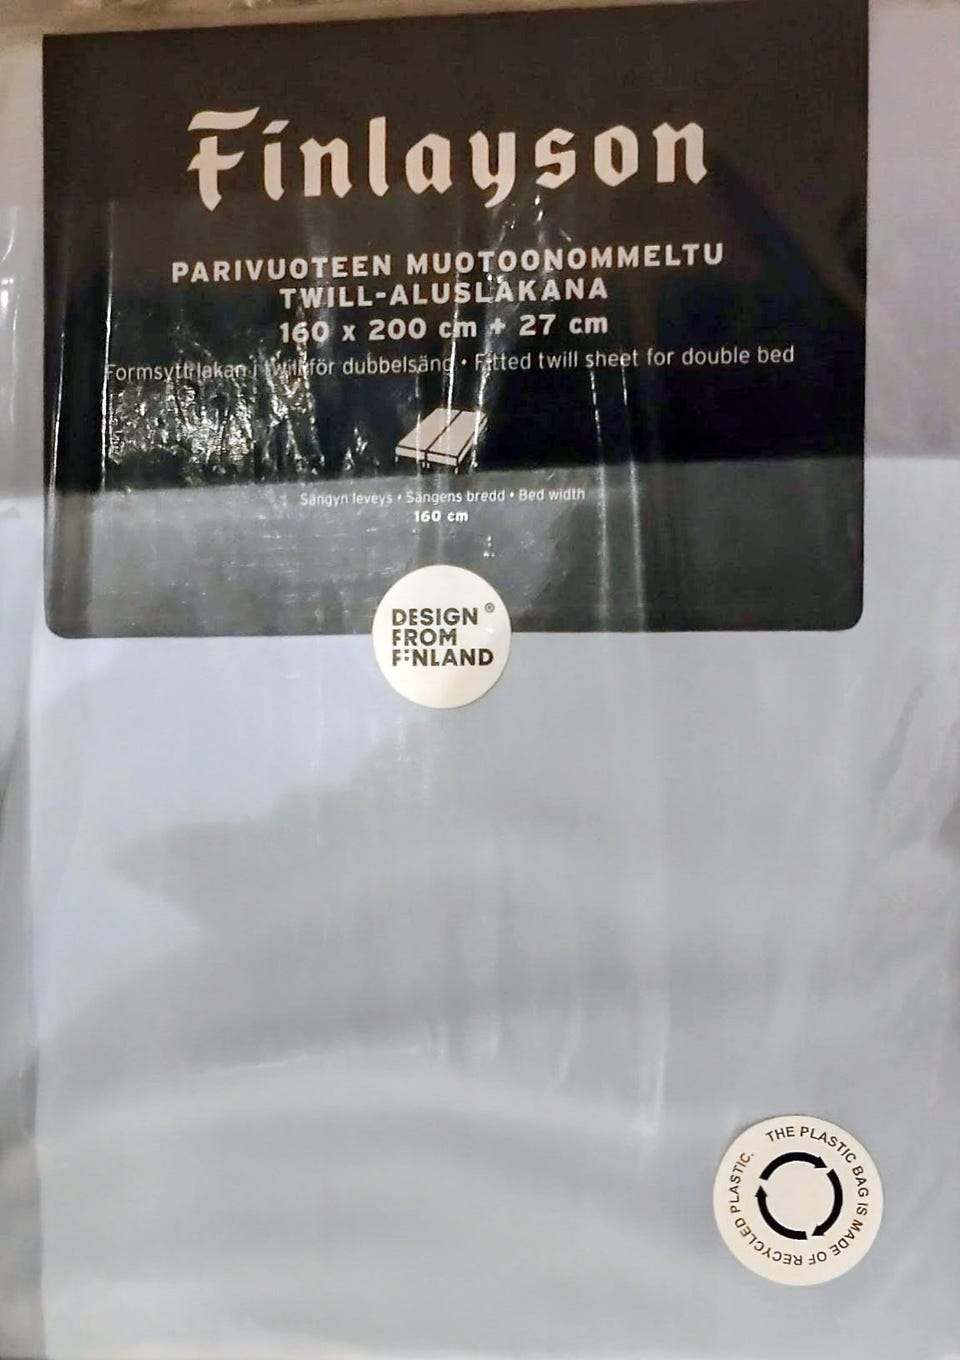 Finlayson
PARIVUOTEEN MUOTOONOMMELTU
TWILL-ALUSLAKANA
160 x 200 cm + 27 cm
Formsytt lakan i twill för dubbelsäng • Fitted twill sheet for double bed
Sängyn leveys • Sängens bredd • Bed width
160 cm
DESIGN ®
FROM
FINLAND
THE PLASTIC BAG IS MADE OF RECYCLED PLASTIC.